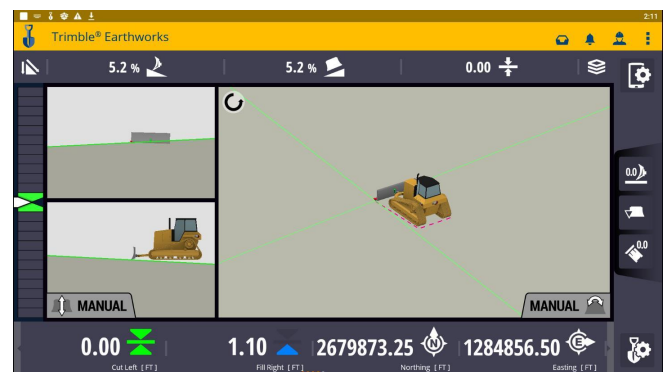 2:11
Trimble® Earthworks
5.2 %
5.2 %
0.00
0.0
0.0
MANUAL
MANUAL
0.00
1.10
2679873.25
N
1284856.50
E
Cut Left [FT]
Fill Right [FT]
Northing [FT]
Easting [FT]